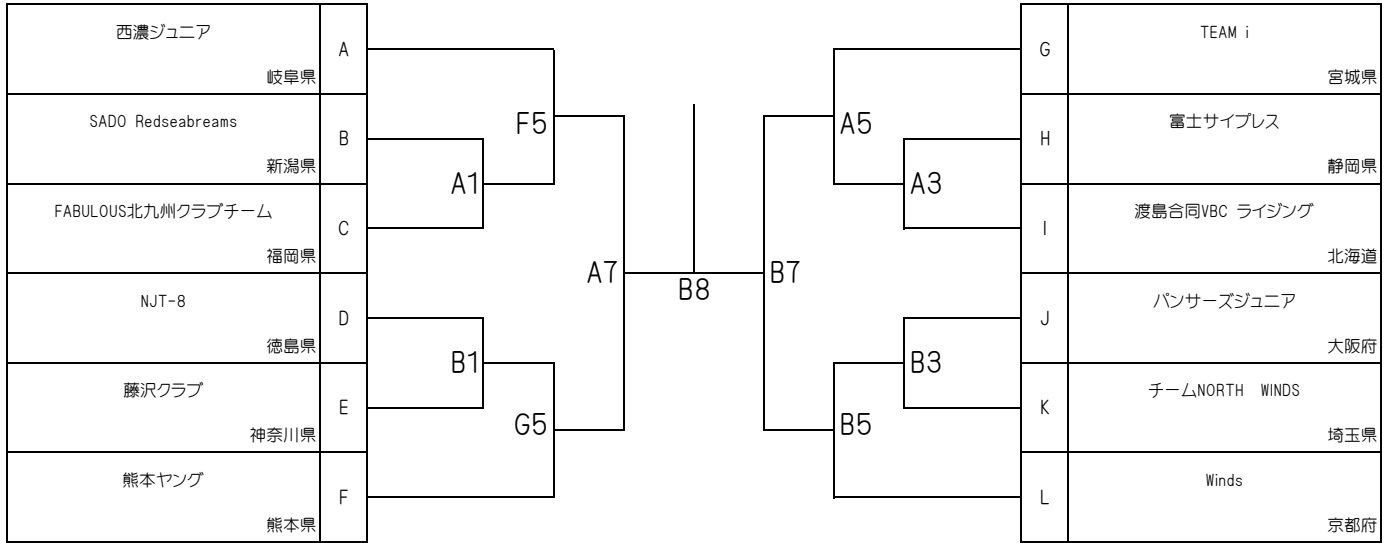 西濃ジュニア
A
岐阜県
SADO Redseabreams
B
新潟県
FABULOUS北九州クラブチーム
C
福岡県
NJT-8
D
徳島県
藤沢クラブ
E
神奈川県
熊本ヤング
F
熊本県
F5
A1
A7
B1
G5
B8
B7
A5
A3
B3
B5
G
TEAM i
宮城県
H
富士サイプレス
静岡県
I
渡島合同VBC ライジング
北海道
J
パンサーズジュニア
大阪府
K
チームNORTH　WINDS
埼玉県
L
Winds
京都府